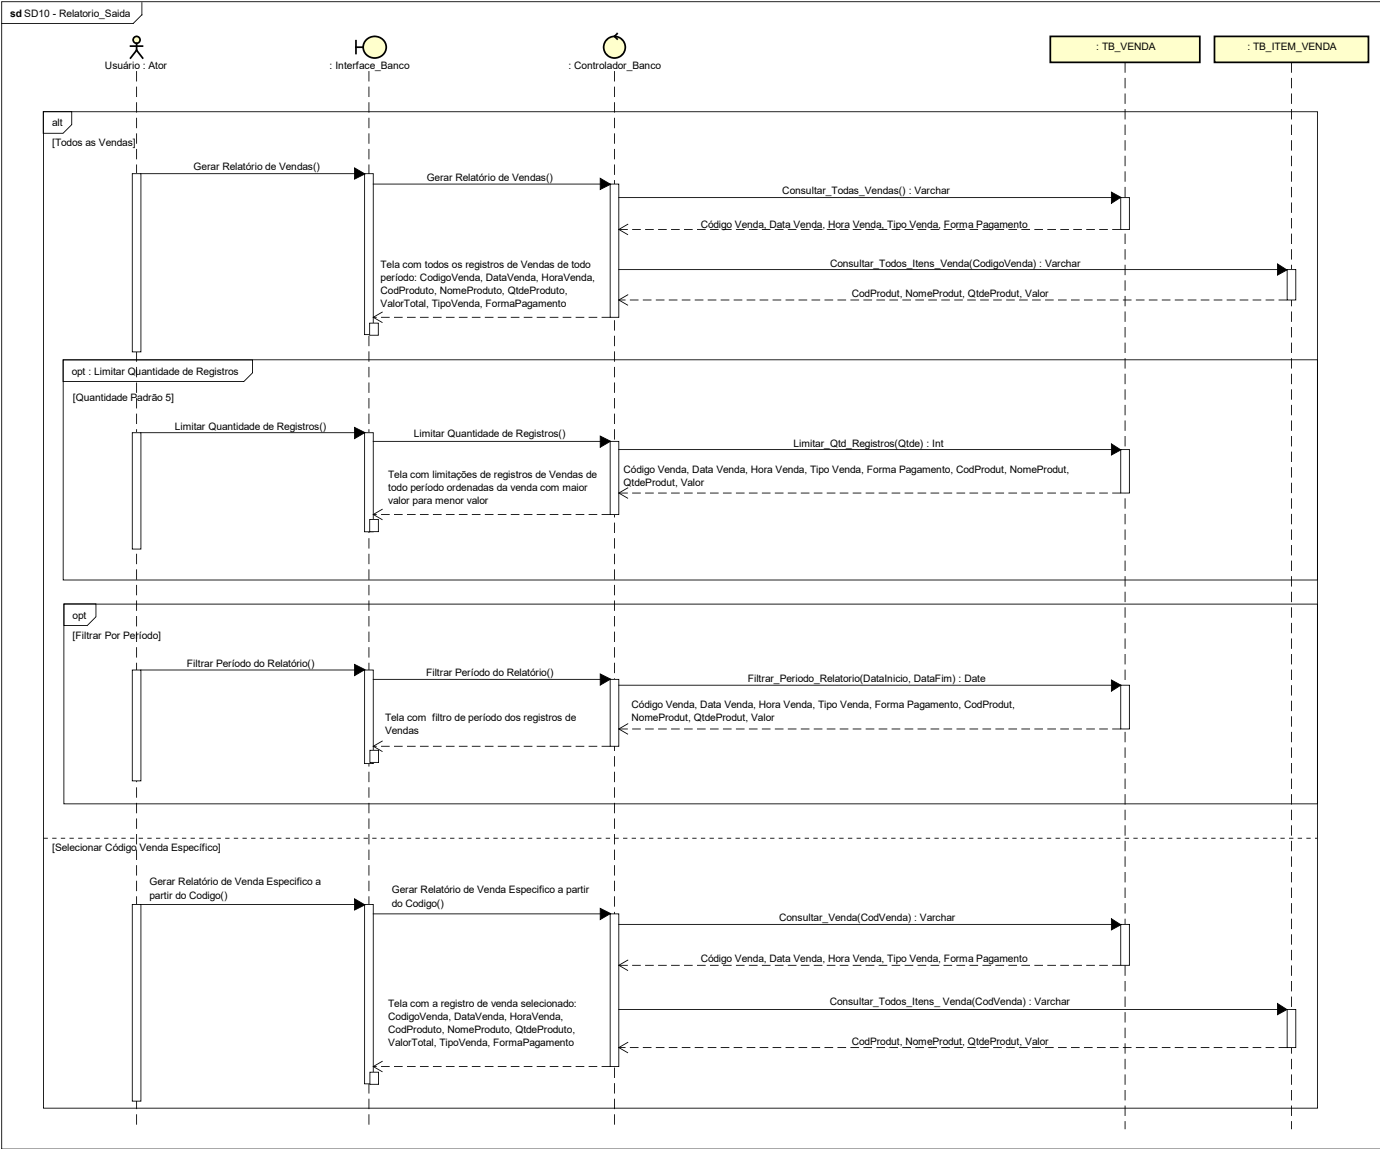 sd SD10 - Relatorio_Saida
Usuário : Ator
: Interface_Banco
: Controlador_Banco
: TB_VENDA
: TB_ITEM_VENDA
alt
[Todos as Vendas]
Gerar Relatório de Vendas()
Gerar Relatório de Vendas()
Consultar_Todas_Vendas() : Varchar
Código Venda, Data Venda, Hora Venda, Tipo Venda, Forma Pagamento
Consultar_Todos_Itens_Venda(CodigoVenda) : Varchar
CodProdut, NomeProdut, QtdeProdut, Valor
Tela com todos os registros de Vendas de todo
período: CodigoVenda, DataVenda, HoraVenda,
CodProduto, NomeProduto, QtdeProduto,
ValorTotal, TipoVenda, FormaPagamento
opt : Limitar Quantidade de Registros
[Quantidade Padrão 5]
Limitar Quantidade de Registros()
Limitar Quantidade de Registros()
Limitar_Qtd_Registros(Qtde) : Int
Código Venda, Data Venda, Hora Venda, Tipo Venda, Forma Pagamento, CodProdut, NomeProdut,
QtdeProdut, Valor
Tela com limitações de registros de Vendas de
todo período ordenadas da venda com maior
valor para menor valor
opt
[Filtrar Por Período]
Filtrar Período do Relatório()
Filtrar Período do Relatório()
Filtrar_Periodo_Relatorio(DataInicio, DataFim) : Date
Código Venda, Data Venda, Hora Venda, Tipo Venda, Forma Pagamento, CodProdut,
NomeProdut, QtdeProdut, Valor
Tela com  filtro de período dos registros de
Vendas
[Selecionar Código Venda Específico]
Gerar Relatório de Venda Especifico a
partir do Codigo()
Gerar Relatório de Venda Especifico a partir
do Codigo()
Consultar_Venda(CodVenda) : Varchar
Código Venda, Data Venda, Hora Venda, Tipo Venda, Forma Pagamento
Consultar_Todos_Itens_ Venda(CodVenda) : Varchar
CodProdut, NomeProdut, QtdeProdut, Valor
Tela com a registro de venda selecionado:
CodigoVenda, DataVenda, HoraVenda,
CodProduto, NomeProduto, QtdeProduto,
ValorTotal, TipoVenda, FormaPagamento